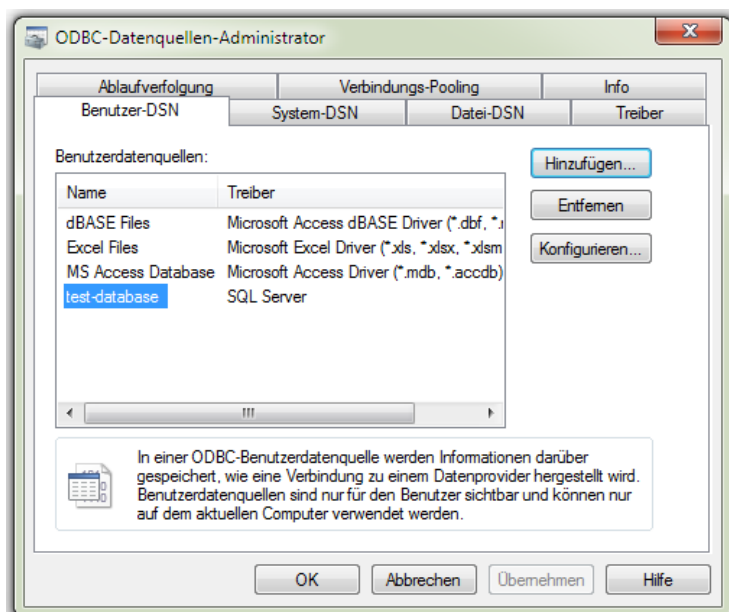 ODBC-Datenquellen-Administrator
Ablaufverfolgung Verbindungs-Pooling Info
Benutzer-DSN System-DSN Datei-DSN Treiber
Benutzerdatenquellen:
Hinzufügen...
Name Treiber
dBASE Files Microsoft Access dBASE Driver (*.dbf, *.
Entfernen
Excel Files Microsoft Excel Driver (*.xls, *.xlsx, *.xlsm
Konfigurieren...
MS Access Database Microsoft Access Driver (*.mdb, *.accdb)
test-database SQL Server
In einer ODBC-Benutzerdatenquelle werden Informationen darüber
gespeichert, wie eine Verbindung zu einem Datenprovider hergestellt wird.
Benutzerdatenquellen sind nur für den Benutzer sichtbar und können nur
auf dem aktuellen Computer verwendet werden.
OK Abbrechen Übernehmen Hilfe